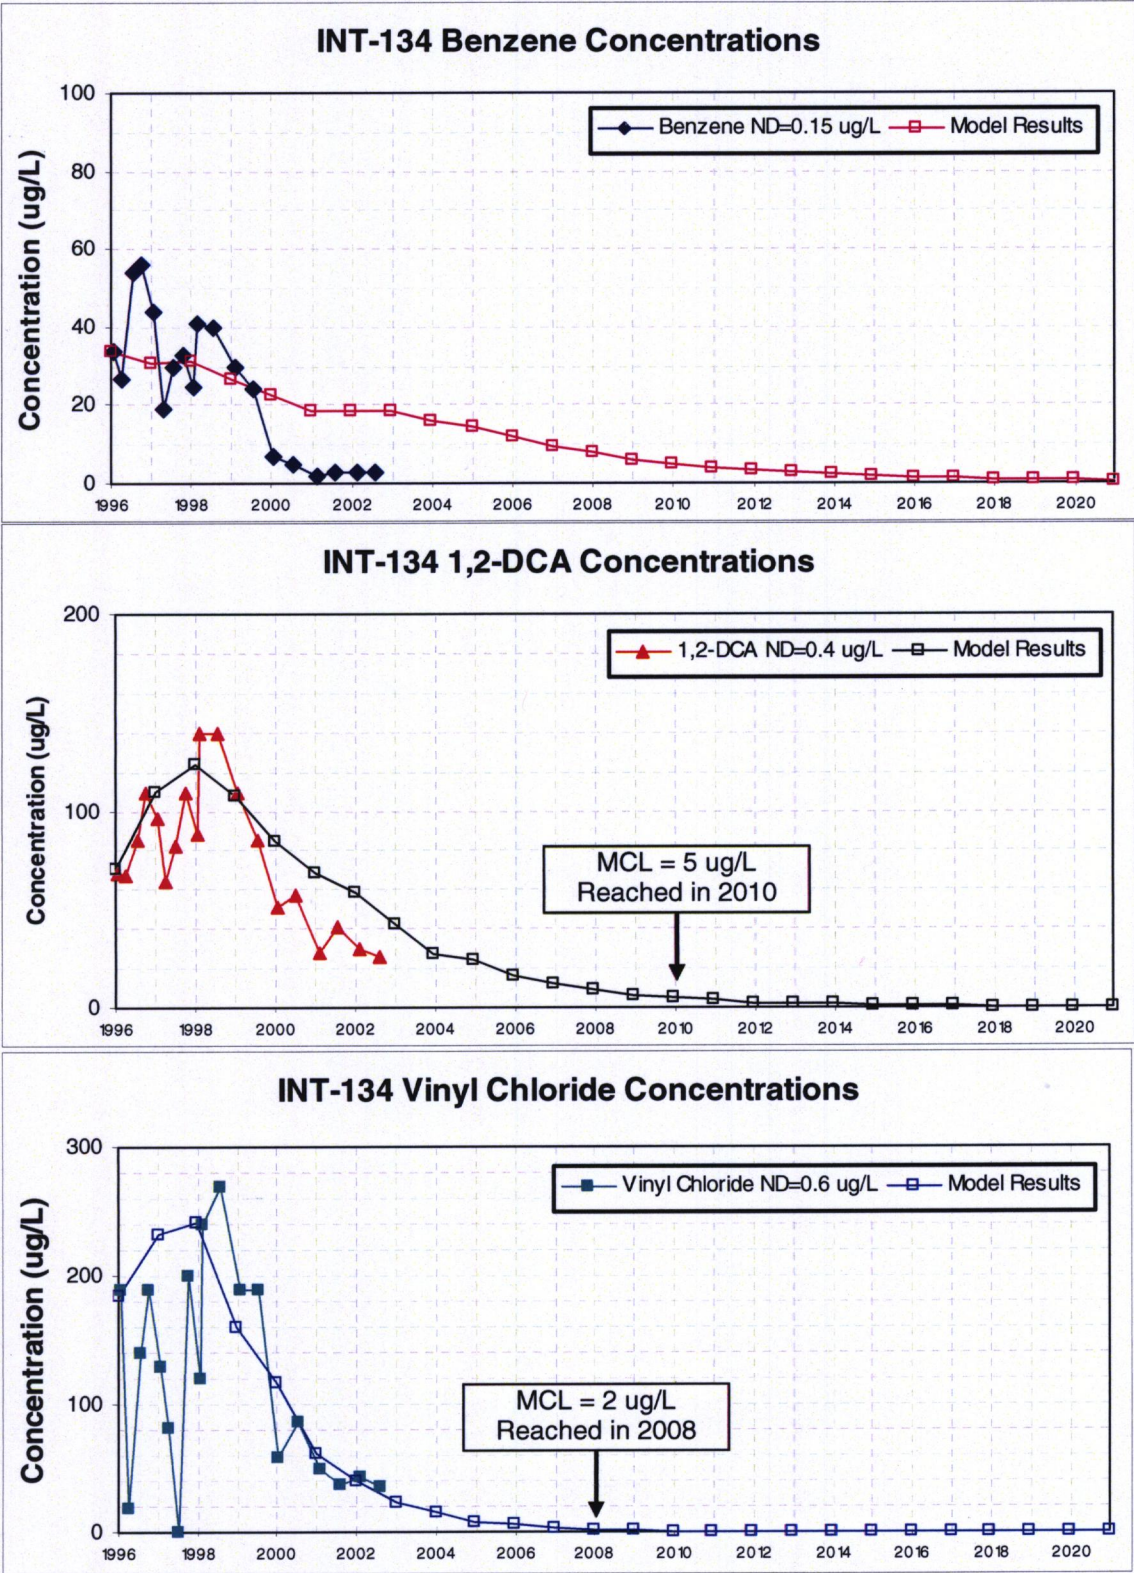 INT-134 Benzene Concentrations
100
Benzene ND=0.15 ug/L Model Results
80
60
40
20
0
Concentration (ug/L)
1996 1998 2000 2002 2004 2006 2008 2010 2012 2014 2016 2018 2020
INT-134 1,2-DCA Concentrations
200
1,2-DCA ND=0.4 ug/L Model Results
100
0
Concentration (ug/L)
MCL = 5 ug/L
Reached in 2010
1996 1998 2000 2002 2004 2006 2008 2010 2012 2014 2016 2018 2020
INT-134 Vinyl Chloride Concentrations
300
Vinyl Chloride ND=0.6 ug/L Model Results
200
100
0
Concentration (ug/L)
MCL = 2 ug/L
Reached in 2008
1996 1998 2000 2002 2004 2006 2008 2010 2012 2014 2016 2018 2020